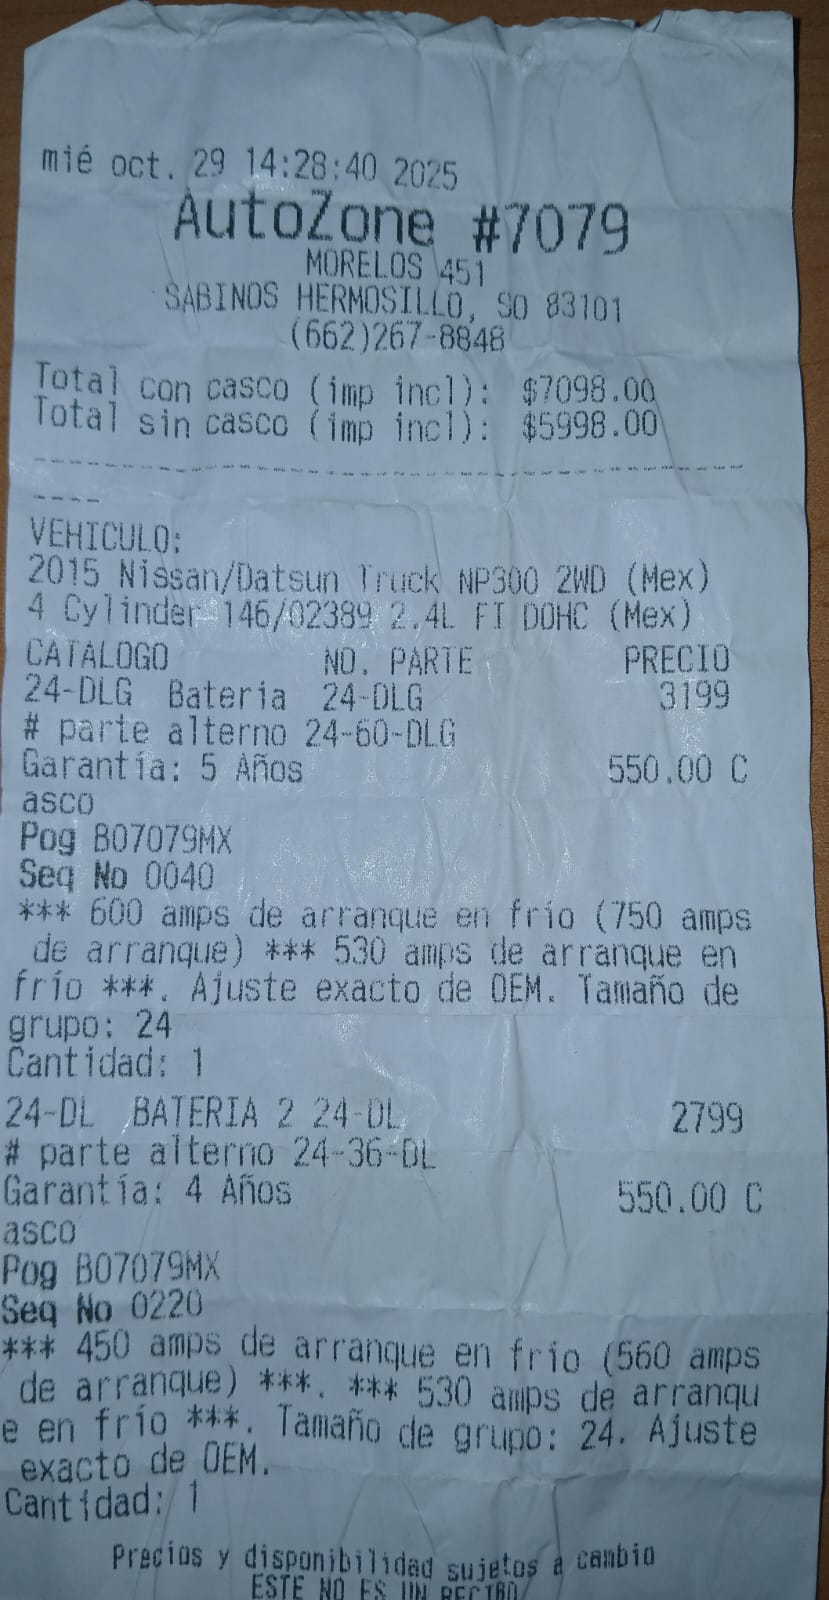 mié oct. 29 14:28:40 2025
AutoZone #7079
MORELOS 451
SABINOS HERMOSILLO, SO 83101
(662)267-8848
Total con casco (imp incl): $7098.00
Total sin casco (imp incl): $5998.00
--------------------------------------------
----
VEHICULO:
2015 Nissan/Datsun Truck NP300 2WD (Mex)
4 Cylinder 146/02389 2.4L FI DOHC (Mex)
CATALOGO NO. PARTE PRECIO
24-DLG Bateria 24-DLG 3199
# parte alterno 24-60-DLG
Garantía: 5 Años 550.00 C
asco
Pog B07079MX
Seq No 0040
*** 600 amps de arranque en frío (750 amps
de arranque) *** 530 amps de arranque en
frío ***. Ajuste exacto de OEM. Tamaño de
grupo: 24
Cantidad: 1
24-DL BATERIA 2 24-DL 2799
# parte alterno 24-36-DL
Garantía: 4 Años 550.00 C
asco
Pog B07079MX
Seq No 0220
*** 450 amps de arranque en frío (560 amps
de arranque) ***. *** 530 amps de arranqu
e en frío ***. Tamaño de grupo: 24. Ajuste
exacto de OEM.
Cantidad: 1
Precios y disponibilidad sujetos a cambio
ESTE NO ES UN RECIBO